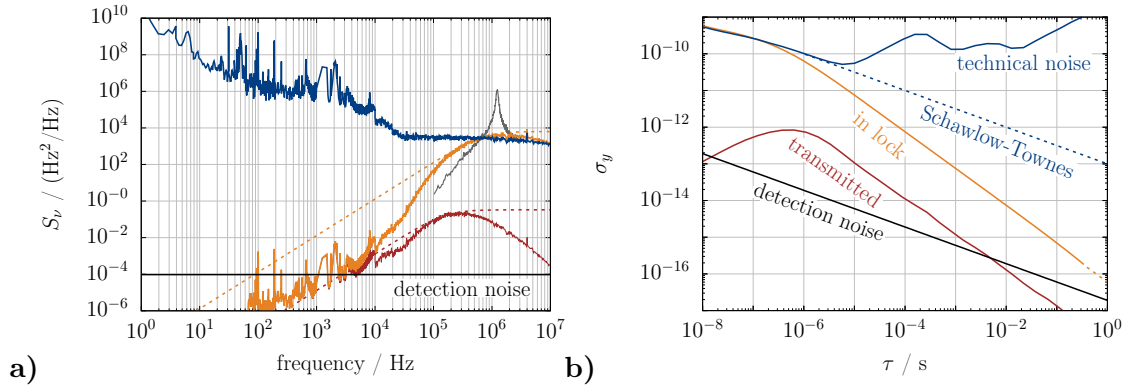 10^10
10^8
10^6
10^4
10^2
10^-0
10^-2
10^-4
10^-6
S_ν / (Hz^2/Hz)
detection noise
10^0 10^1 10^2 10^3 10^4 10^5 10^6 10^7
frequency / Hz
a)
10^-10
10^-12
10^-14
10^-16
σ_y
technical noise
Schawlow-Townes
in lock
transmitted
detection noise
10^-8 10^-6 10^-4 10^-2 10^0
τ / s
b)